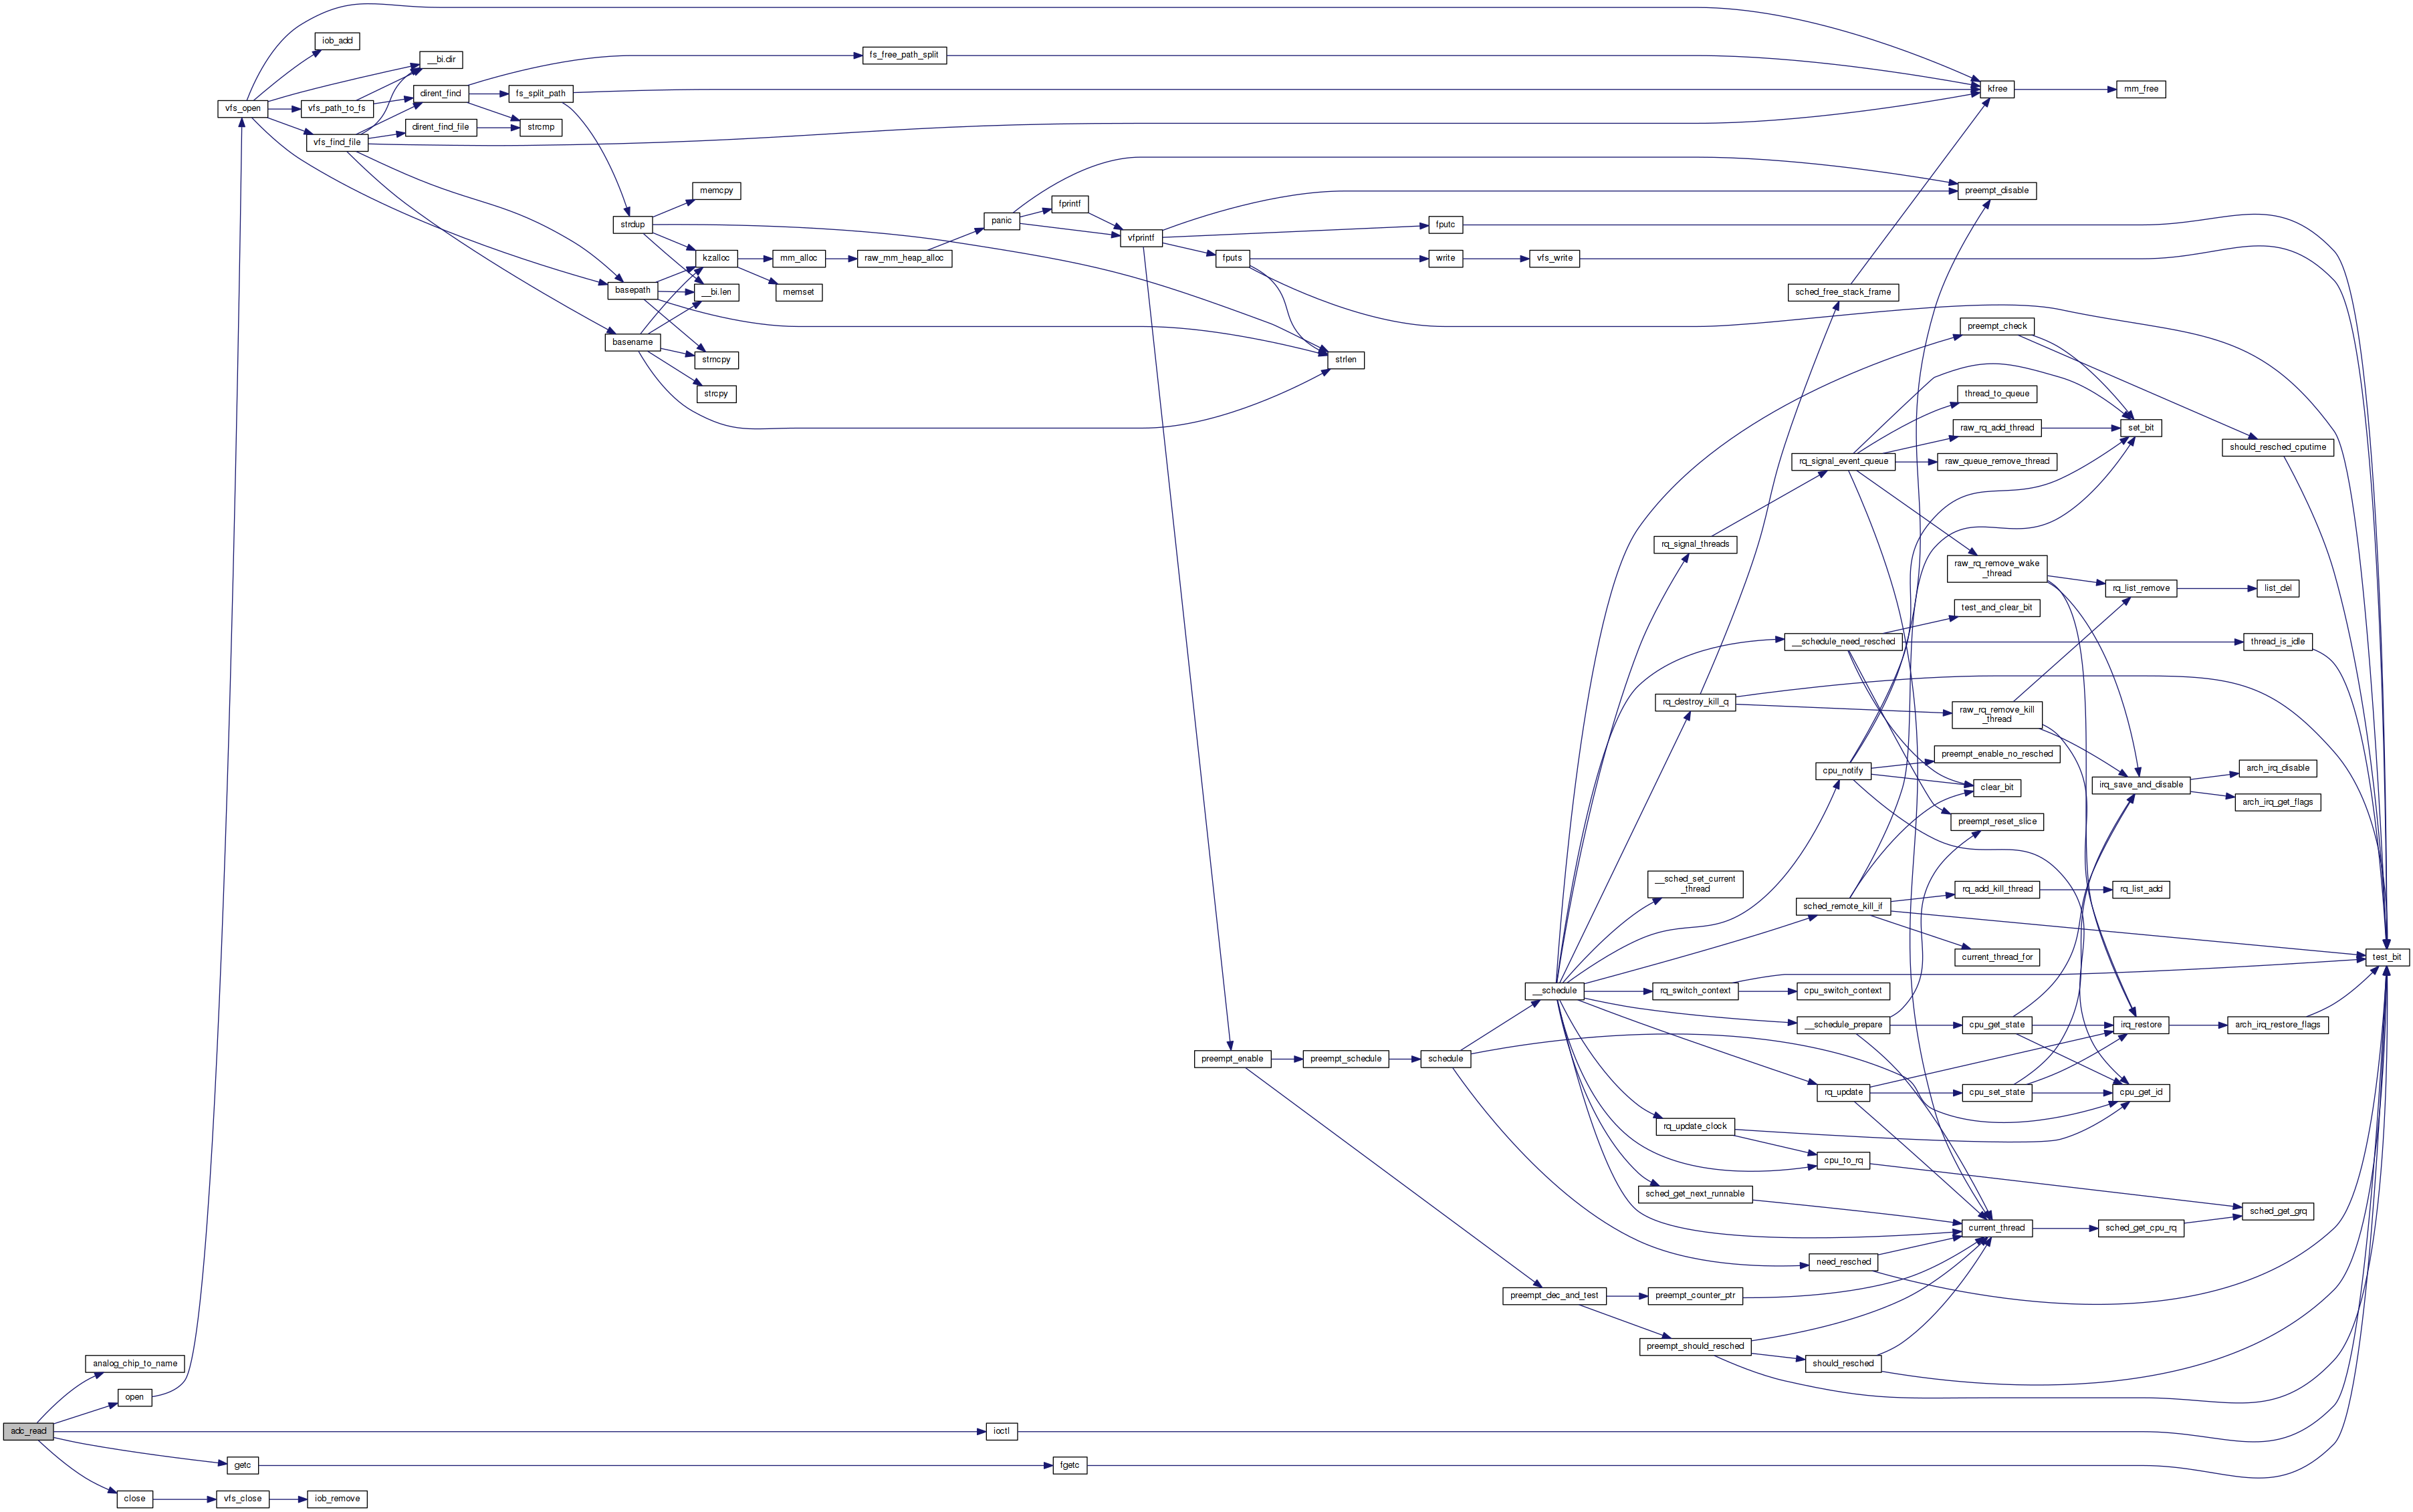 iob_add
__bi.dir
fs_free_path_split
vfs_open
vfs_path_to_fs
dirent_find
fs_split_path
kfree
mm_free
dirent_find_file
strcmp
vfs_find_file
memcpy
preempt_disable
fprintf
panic
strdup
fputc
vfprintf
kzalloc
mm_alloc
raw_mm_heap_alloc
fputs
write
vfs_write
basepath
__bi.len
memset
sched_free_stack_frame
preempt_check
basename
strncpy
strlen
strcpy
thread_to_queue
raw_rq_add_thread
set_bit
should_resched_cputime
rq_signal_event_queue
raw_queue_remove_thread
rq_signal_threads
raw_rq_remove_wake
_thread
rq_list_remove
list_del
test_and_clear_bit
__schedule_need_resched
thread_is_idle
rq_destroy_kill_q
raw_rq_remove_kill
_thread
preempt_enable_no_resched
cpu_notify
arch_irq_disable
clear_bit
irq_save_and_disable
arch_irq_get_flags
preempt_reset_slice
__sched_set_current
_thread
rq_add_kill_thread
rq_list_add
sched_remote_kill_if
current_thread_for
test_bit
__schedule
rq_switch_context
cpu_switch_context
__schedule_prepare
cpu_get_state
irq_restore
arch_irq_restore_flags
preempt_enable
preempt_schedule
schedule
rq_update
cpu_set_state
cpu_get_id
rq_update_clock
cpu_to_rq
sched_get_next_runnable
sched_get_grq
current_thread
sched_get_cpu_rq
need_resched
preempt_dec_and_test
preempt_counter_ptr
preempt_should_resched
should_resched
analog_chip_to_name
open
adc_read
ioctl
getc
fgetc
close
vfs_close
iob_remove